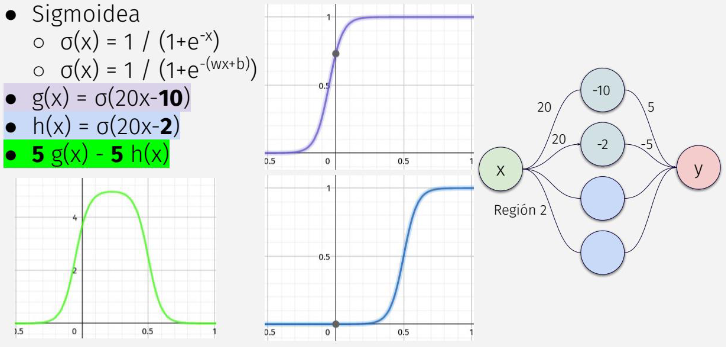 ● Sigmoidea
○ σ(x) = 1 / (1+e⁻ˣ)
○ σ(x) = 1 / (1+e⁻⁽ʷˣ⁺ᵇ⁾)
● g(x) = σ(20x-10)
● h(x) = σ(20x-2)
● 5 g(x) - 5 h(x)
4
2
0.5
0
0.5
1
1
0.5
0.5
0
0.5
1
1
0.5
0.5
0
0.5
1
-10
20
5
-2
20
-5
x
y
Región 2